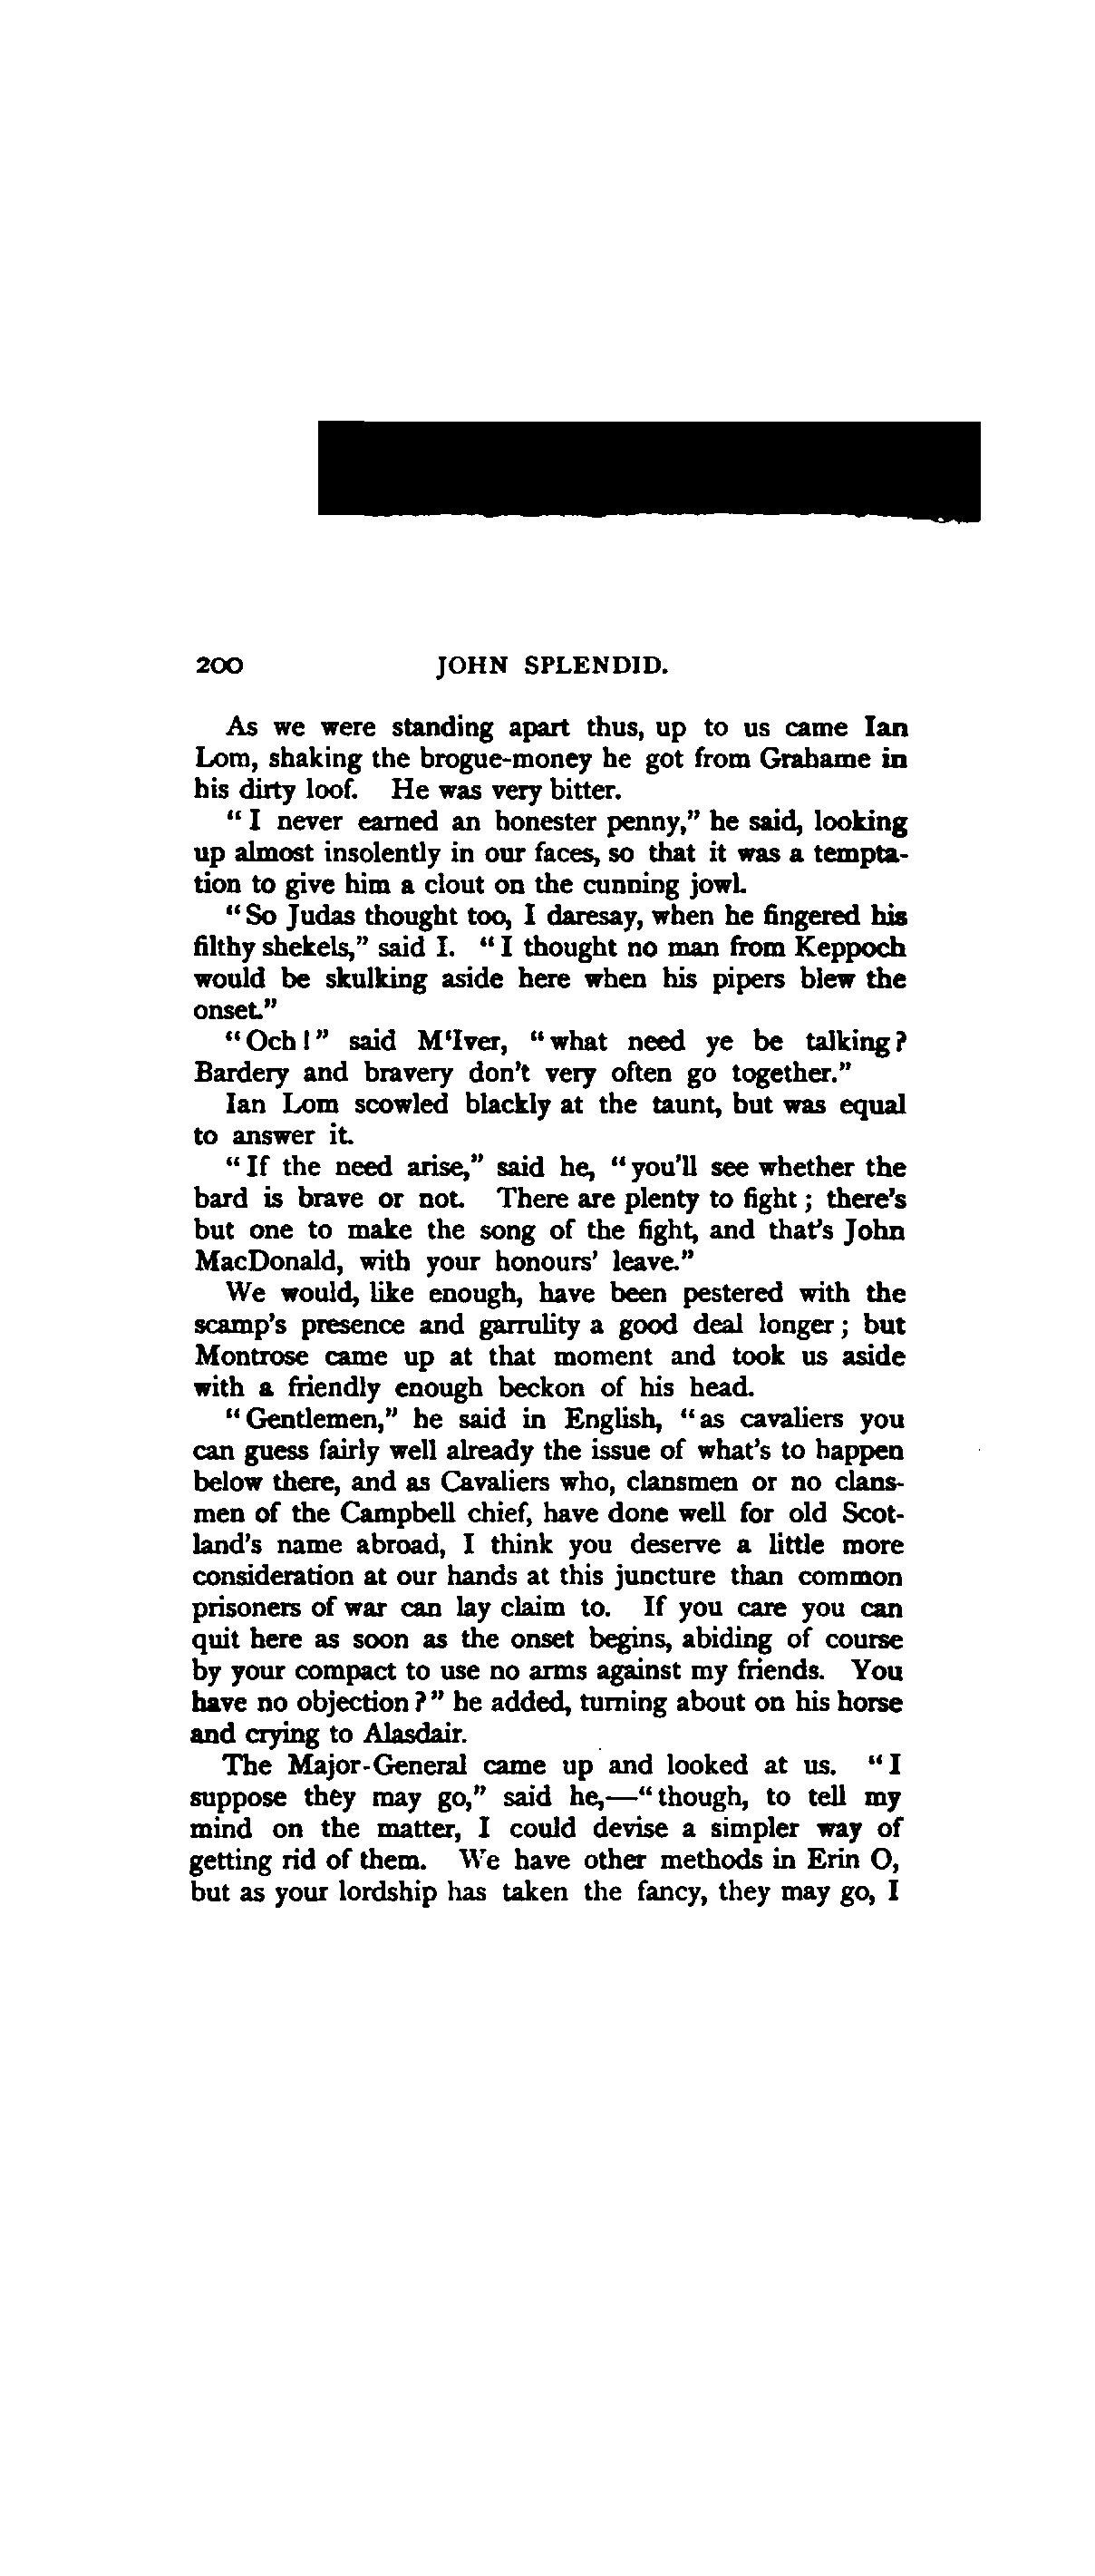 200 JOHN SPLENDID.
As we were standing apart thus, up to us came Ian
Lom, shaking the brogue-money he got from Grahame in
his dirty loof. He was very bitter.
“I never earned an honester penny,” he said, looking
up almost insolently in our faces, so that it was a tempta-
tion to give him a clout on the cunning jowl.
“So Judas thought too, I daresay, when he fingered his
filthy shekels,” said I. “I thought no man from Keppoch
would be skulking aside here when his pipers blew the
onset.”
“Och!” said M‘Iver, “what need ye be talking?
Bardery and bravery don’t very often go together.”
Ian Lom scowled blackly at the taunt, but was equal
to answer it.
“If the need arise,” said he, “you’ll see whether the
bard is brave or not. There are plenty to fight; there’s
but one to make the song of the fight, and that’s John
MacDonald, with your honours’ leave.”
We would, like enough, have been pestered with the
scamp’s presence and garrulity a good deal longer; but
Montrose came up at that moment and took us aside
with a friendly enough beckon of his head.
“Gentlemen,” he said in English, “as cavaliers you
can guess fairly well already the issue of what’s to happen
below there, and as Cavaliers who, clansmen or no clans-
men of the Campbell chief, have done well for old Scot-
land’s name abroad, I think you deserve a little more
consideration at our hands at this juncture than common
prisoners of war can lay claim to. If you care you can
quit here as soon as the onset begins, abiding of course
by your compact to use no arms against my friends. You
have no objection?” he added, turning about on his horse
and crying to Alasdair.
The Major-General came up and looked at us. “I
suppose they may go,” said he,—“though, to tell my
mind on the matter, I could devise a simpler way of
getting rid of them. We have other methods in Erin O,
but as your lordship has taken the fancy, they may go, I